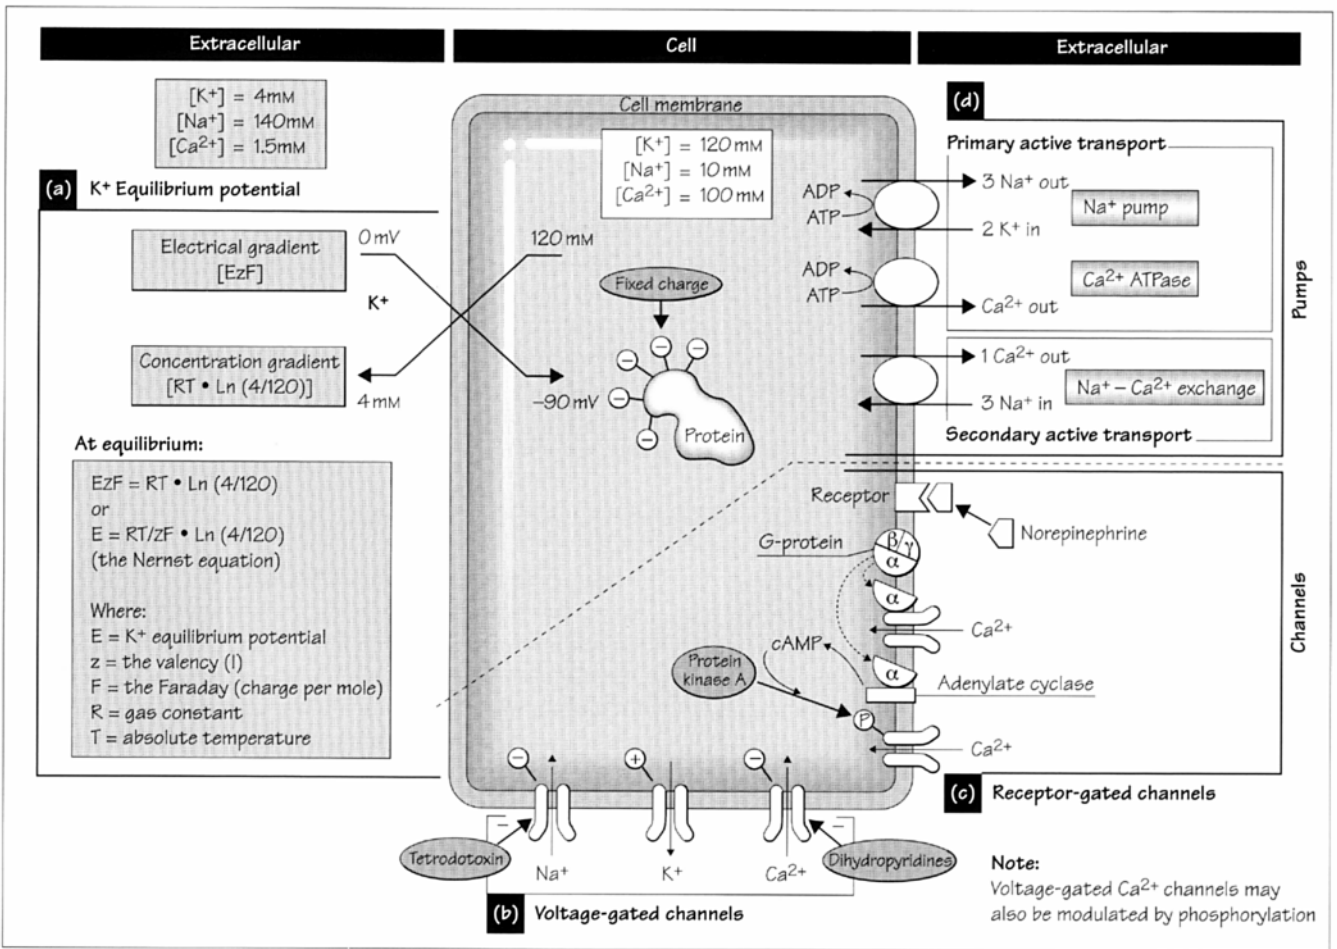 Extracellular
Cell
Extracellular
[K+] = 4mM
[Na+] = 140mM
[Ca2+] = 1.5mM
(a) K+ Equilibrium potential
Electrical gradient
[EzF]
0 mV
K+
Concentration gradient
[RT • Ln (4/120)]
4 mM
120 mM
–90 mV
At equilibrium:
EzF = RT • Ln (4/120)
or
E = RT/zF • Ln (4/120)
(the Nernst equation)
Where:
E = K+ equilibrium potential
z = the valency (I)
F = the Faraday (charge per mole)
R = gas constant
T = absolute temperature
Cell membrane
[K+] = 120 mM
[Na+] = 10 mM
[Ca2+] = 100 mM
Fixed charge
– – – – –
Protein
(d)
Primary active transport
ADP
ATP
3 Na+ out
2 K+ in
Na+ pump
ADP
ATP
Ca2+ out
Ca2+ ATPase
1 Ca2+ out
3 Na+ in
Na+ – Ca2+ exchange
Secondary active transport
Pumps
Receptor
Norepinephrine
G-protein
β/γ
α
α
Ca2+
cAMP
Protein
kinase A
α
Adenylate cyclase
P
Ca2+
Channels
(c) Receptor-gated channels
– + –
– –
Tetrodotoxin
Na+
K+
Ca2+
Dihydropyridines
(b) Voltage-gated channels
Note:
Voltage-gated Ca2+ channels may
also be modulated by phosphorylation